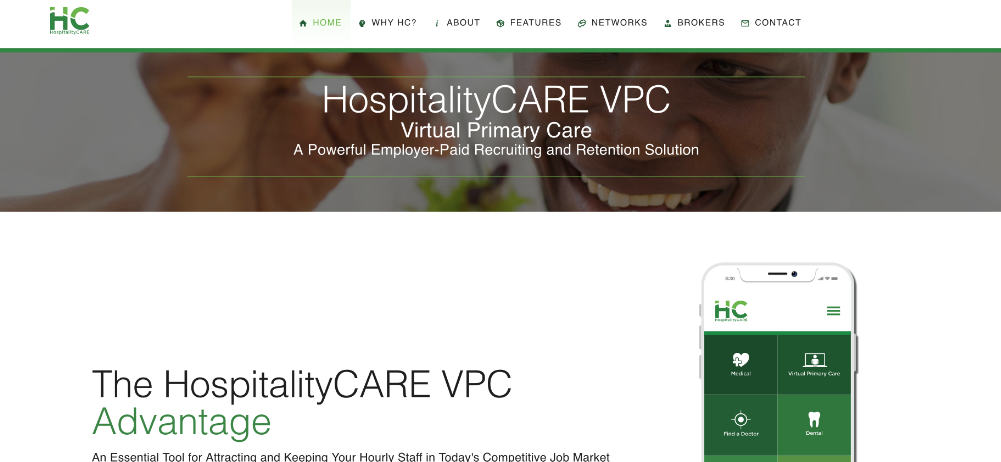 HC
HospitalityCARE
HOME
WHY HC?
ABOUT
FEATURES
NETWORKS
BROKERS
CONTACT
HospitalityCARE VPC
Virtual Primary Care
A Powerful Employer-Paid Recruiting and Retention Solution
The HospitalityCARE VPC
Advantage
An Essential Tool for Attracting and Keeping Your Hourly Staff in Today's Competitive Job Market
8:30
HC
HospitalityCARE
Medical
Virtual Primary Care
Find a Doctor
Dental